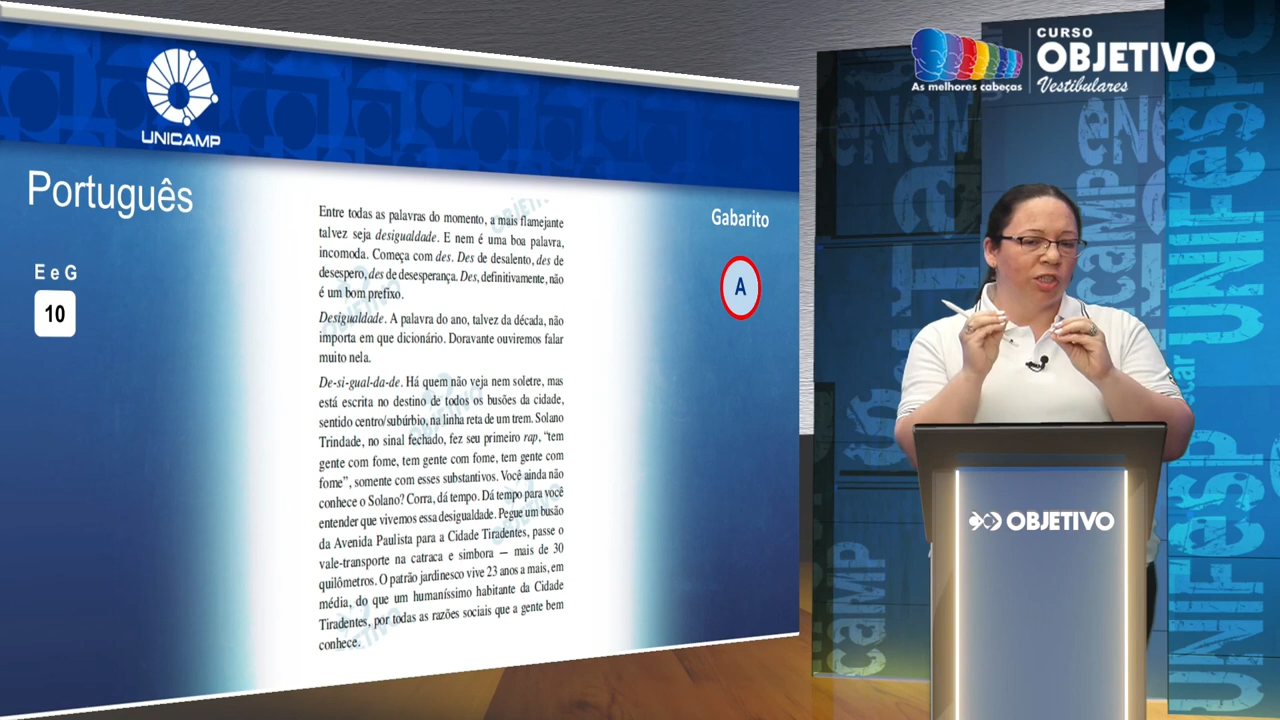 UNICAMP
Português
E e G
10
Entre todas as palavras do momento, a mais flamejante
talvez seja desigualdade. E nem é uma boa palavra,
incomoda. Começa com des. Des de desalento, des de
desespero, des de desesperança. Des, definitivamente, não
é um bom prefixo.
Desigualdade. A palavra do ano, talvez da década, não
importa em que dicionário. Doravante ouviremos falar
muito nela.
De-si-gual-da-de. Há quem não veja nem soletre, mas
está escrita no destino de todos os busões da cidade,
sentido centro/subúrbio, na linha reta de um trem. Solano
Trindade, no sinal fechado, fez seu primeiro rap, “tem
gente com fome, tem gente com fome, tem gente com
fome”, somente com esses substantivos. Você ainda não
conhece o Solano? Corra, dá tempo. Dá tempo para você
entender que vivemos essa desigualdade. Pegue um busão
da Avenida Paulista para a Cidade Tiradentes, passe o
vale-transporte na catraca e simbora — mais de 30
quilômetros. O patrão jardinesco vive 23 anos a mais, em
média, do que um humaníssimo habitante da Cidade
Tiradentes, por todas as razões sociais que a gente bem
conhece.
Gabarito
A
CURSO
OBJETIVO
Vestibulares
As melhores cabeças
OBJETIVO
enem
UNIFESP
UNIFESP